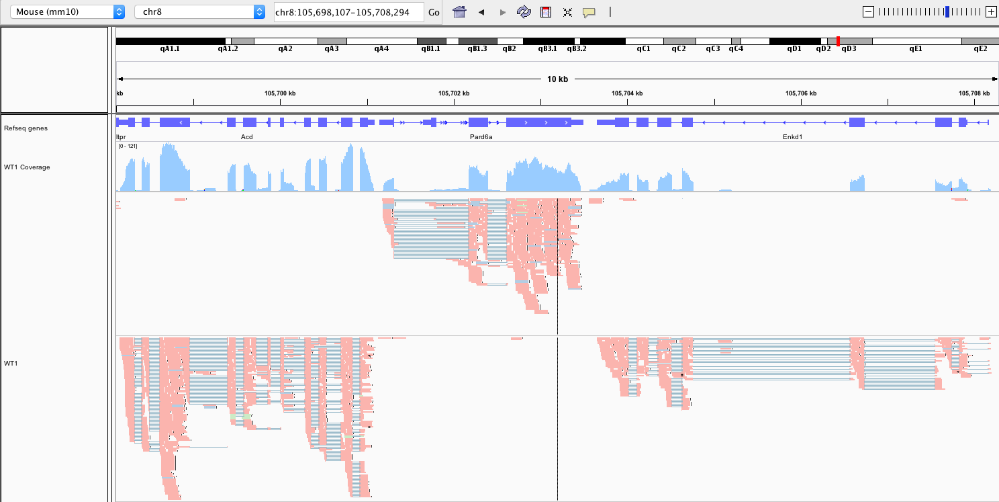 Mouse (mm10) chr8 chr8:105,698,107-105,708,294 Go
qA1.1 qA1.2 qA2 qA3 qA4 qB1.1 qB1.3 qB2 qB3.1 qB3.2 qC1 qC2 qC3 qC4 qD1 qD2 qD3 qE1 qE2
10 kb
kb 105,700 kb 105,702 kb 105,704 kb 105,706 kb 105,708 kb
Refseq genes
ltpr Acd Pard6a Enkd1
[0 - 121]
WT1 Coverage
WT1